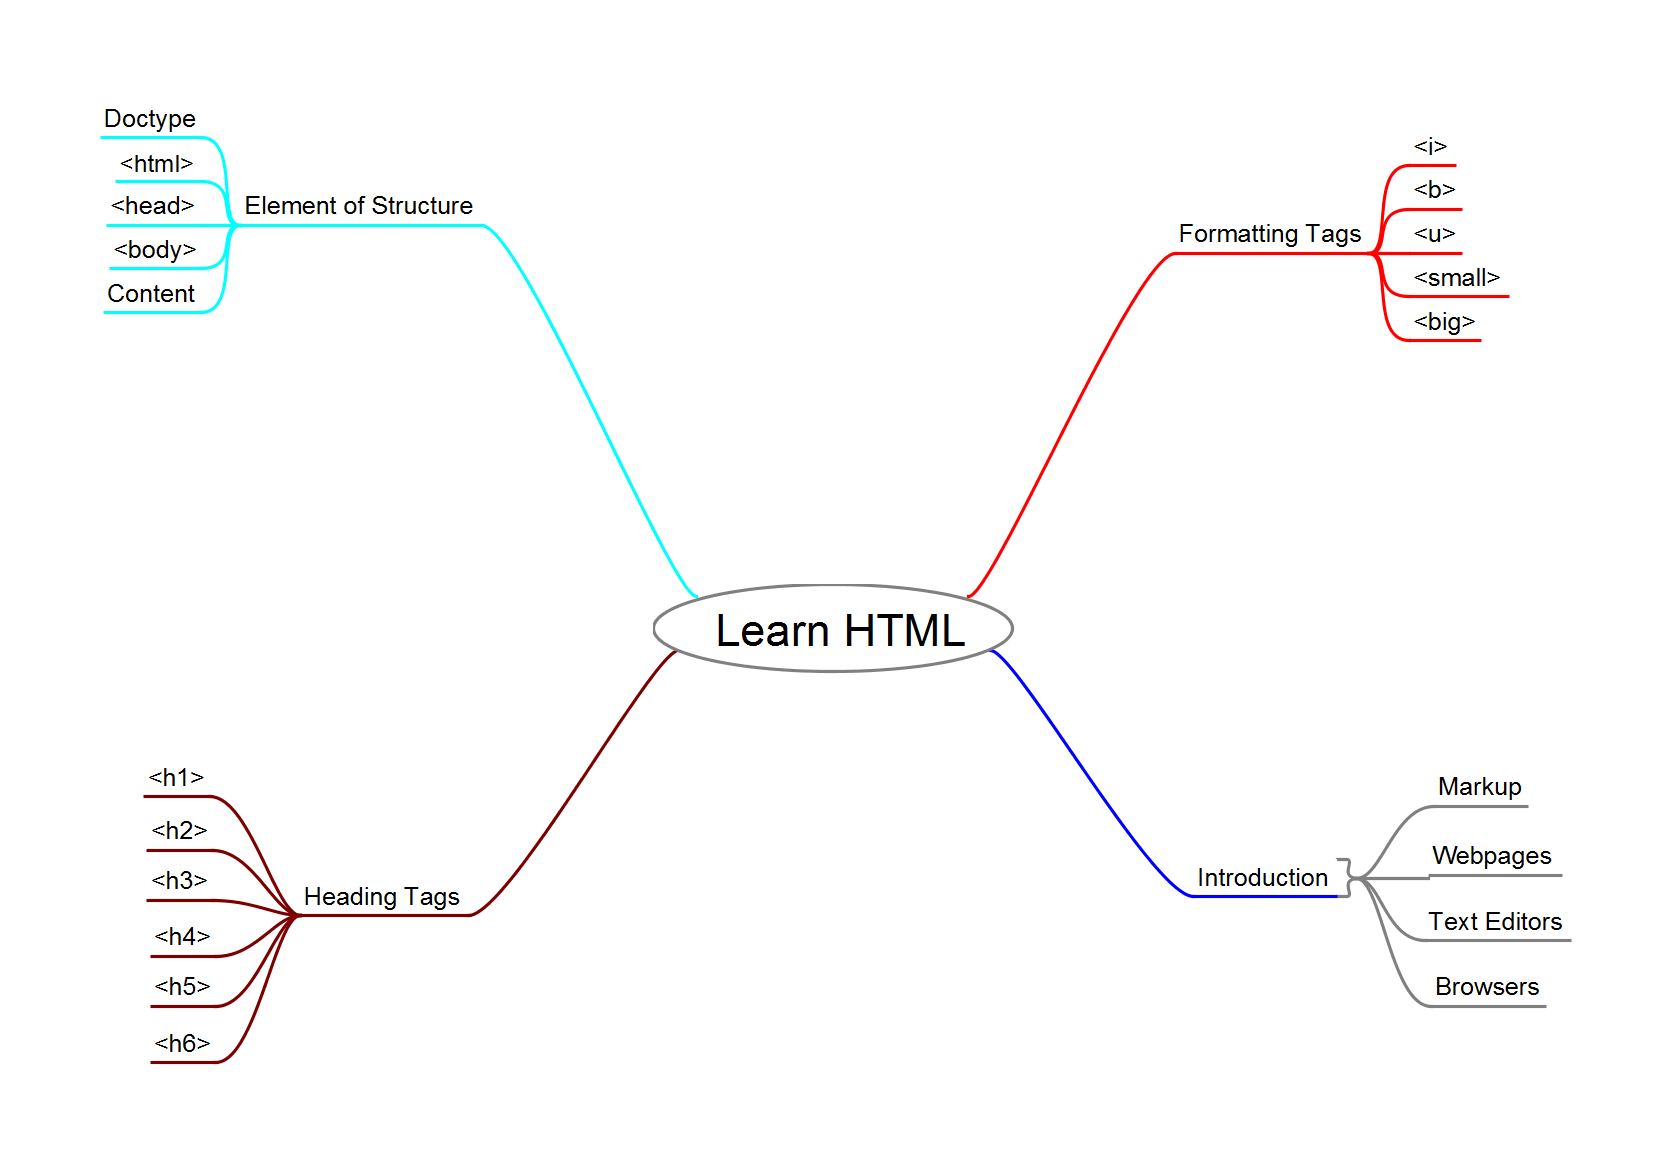 Learn HTML
Element of Structure
Doctype
<html>
<head>
<body>
Content
Formatting Tags
<i>
<b>
<u>
<small>
<big>
Heading Tags
<h1>
<h2>
<h3>
<h4>
<h5>
<h6>
Introduction
Markup
Webpages
Text Editors
Browsers